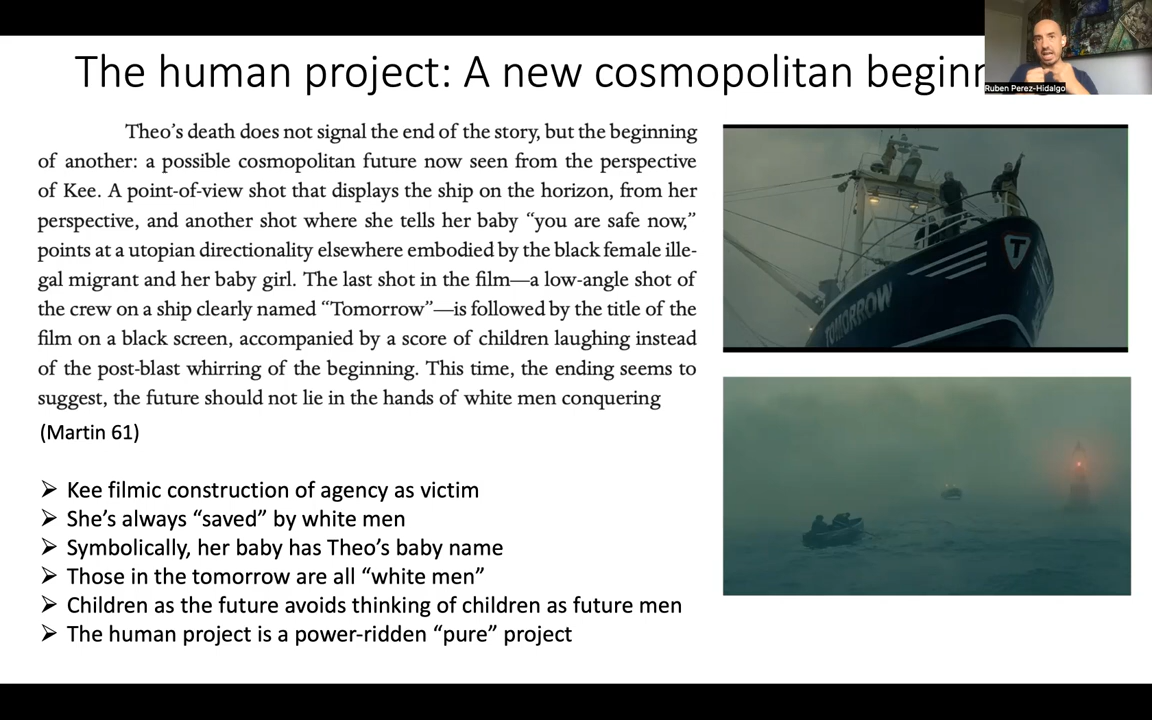 The human project: A new cosmopolitan begin
Ruben Perez-Hidalgo
Theo's death does not signal the end of the story, but the beginning
of another: a possible cosmopolitan future now seen from the perspective
of Kee. A point-of-view shot that displays the ship on the horizon, from her
perspective, and another shot where she tells her baby “you are safe now,”
points at a utopian directionality elsewhere embodied by the black female ille-
gal migrant and her baby girl. The last shot in the film—a low-angle shot of
the crew on a ship clearly named “Tomorrow”—is followed by the title of the
film on a black screen, accompanied by a score of children laughing instead
of the post-blast whirring of the beginning. This time, the ending seems to
suggest, the future should not lie in the hands of white men conquering
(Martin 61)
TOMORROW
T
➢ Kee filmic construction of agency as victim
➢ She's always “saved” by white men
➢ Symbolically, her baby has Theo's baby name
➢ Those in the tomorrow are all “white men”
➢ Children as the future avoids thinking of children as future men
➢ The human project is a power-ridden “pure” project